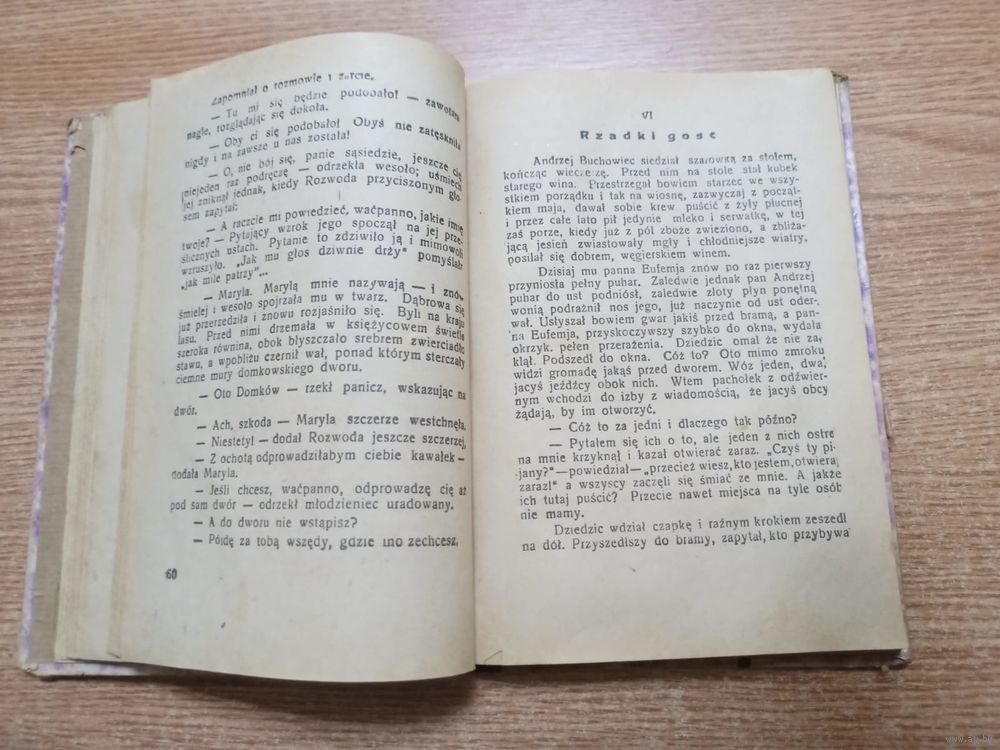 Zapomniał o rozmowie i żarcie.
— Tu mi się będzie podobało! — zawołała
nagle, rozglądając się dokoła.
— Oby ci się podobało! Obyś nie zatęskniła
nigdy i na zawsze u nas została!
— O, nie bój się, panie sąsiedzie, jeszcze cię
niejeden raz podręczę — odrzekła wesoło; uśmiech
jej zniknął jednak, kiedy Rozwoda przyciszonym gło-
sem zapytał:
— A raczcie mi powiedzieć, waćpanno, jakie imię
twoje? — Pytający wzrok jego spoczął na jej prze-
ślicznych ustach. Pytanie to zdziwiło ją i mimowoli
wzruszyło. „Jak mu głos dziwnie drży" pomyślała
„jak mile patrzy"...
— Maryla. Marylą mnie nazywają — i znów
śmielej i wesoło spojrzała mu w twarz. Dąbrowa się
już przerzedziła i znowu rozjaśniło się. Byli na kraju
lasu. Przed nimi drzemała w księżycowem świetle
szeroka równina, obok błyszczało srebrem zwierciadło
stawu, a wpobliżu czernił wał, ponad którym sterczały
ciemne mury domkowskiego dworu.
— Oto Domków — rzekł panicz, wskazując na
dwór.
— Ach, szkoda — Maryla szczerze westchnęła.
— Niestety! — dodał Rozwoda jeszcze szczerzej.
— Z ochotą odprowadziłabym ciebie kawałek —
dodała Maryla.
— Jeśli chcesz, waćpanno, odprowadzę cię aż
pod sam dwór — odrzekł młodzieniec uradowany.
— A do dworu nie wstąpisz?
— Pójdę za tobą wszędy, gdzie ino zechcesz,
60
VI
Rzadki gość
Andrzej Buchowiec siedział szarówką za stołem,
kończąc wieczerzę. Przed nim na stole stał kubek
starego wina. Przestrzegał bowiem starzec we wszy-
stkiem porządku i tak na wiosnę, zazwyczaj z począt-
kiem maja, dawał sobie krew puścić z żyły płucnej
i przez całe lato pił jedynie mleko i serwatkę, w tej
zaś porze, kiedy już z pól zboże zwieziono, a zbliża-
jącą jesień zwiastowały mgły i chłodniejsze wiatry,
posilał się dobrem, węgierskiem winem.
Dzisiaj mu panna Eufemja znów po raz pierwszy
przyniosła pełny puhar. Zaledwie jednak pan Andrzej
puhar do ust podniósł, zaledwie złoty płyn ponętną
wonią podrażnił nos jego, już naczynie od ust oder-
wał. Usłyszał bowiem gwar jakiś przed bramą, a pan-
na Eufemja, przyskoczywszy szybko do okna, wydała
okrzyk pełen przerażenia. Dziedzic omal że nie za-
klął. Podszedł do okna. Cóż to? Oto mimo zmroku
widzi gromadę jakąś przed dworem. Wóz jeden, dwa,
jacyś jeźdźcy obok nich. Wtem pachołek z odźwier-
nym wchodzi do izby z wiadomością, że jacyś obcy
żądają, by im otworzyć.
— Cóż to za jedni i dlaczego tak późno?
— Pytałem się ich o to, ale jeden z nich ostro
na mnie krzyknął i kazał otwierać zaraz. „Czyś ty pi-
jany?"—powiedział—„przecież wiesz, kto jestem, otwieraj
zaraz!" a wszyscy zaczęli się śmiać ze mnie. A jakże
ich tutaj puścić? Przecie nawet miejsca na tyle osób
nie mamy.
Dziedzic wdział czapkę i raźnym krokiem zeszedł
na dół. Przyszedłszy do bramy, zapytał, kto przybywa
www.ay.by